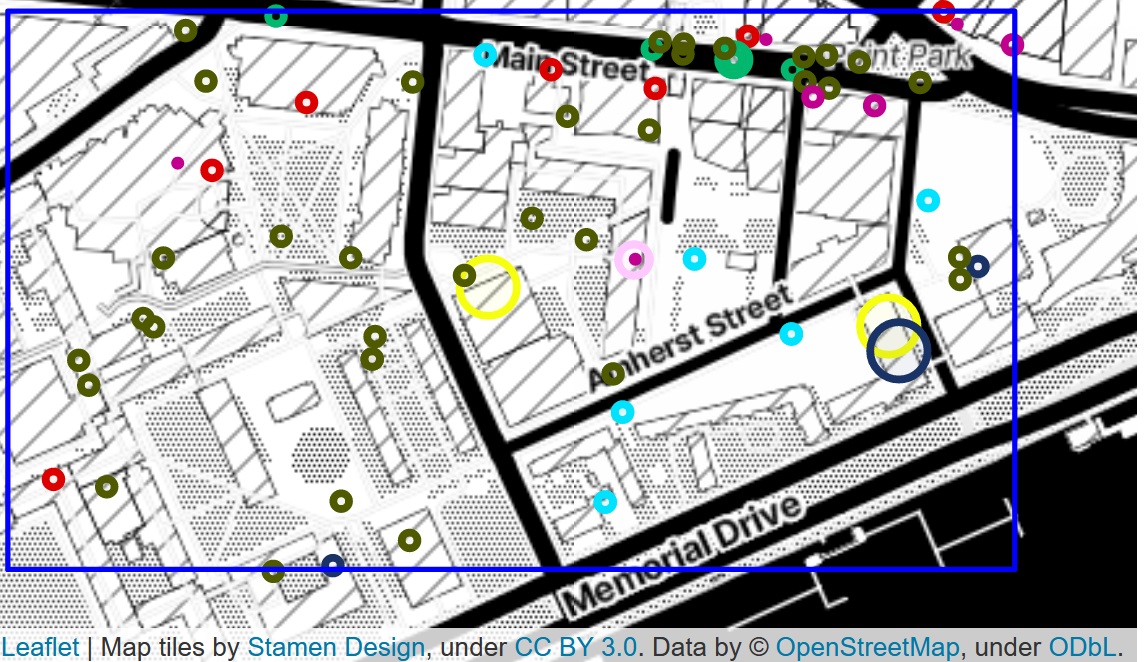 Main Street
Point Park
Amherst Street
Memorial Drive
Leaflet | Map tiles by Stamen Design, under CC BY 3.0. Data by © OpenStreetMap, under ODbL.